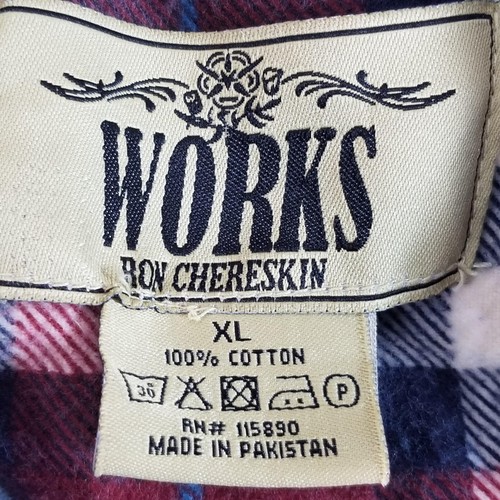 WORKS
RON CHERESKIN
XL
100% COTTON
30
P
RN# 115890
MADE IN PAKISTAN